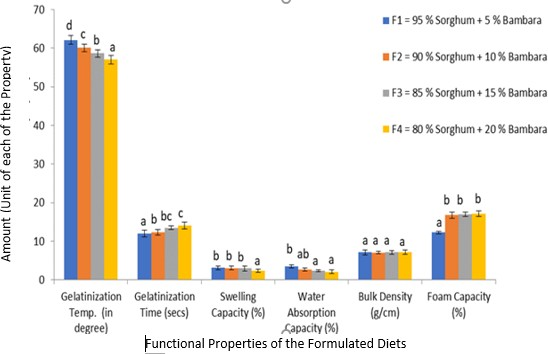 70
60
50
40
30
20
10
0
Amount (Unit of each of the Property)
d c b a
a b bc c
b b b a
b ab a a
a a a a
a b b b
F1 = 95 % Sorghum + 5 % Bambara
F2 = 90 % Sorghum + 10 % Bambara
F3 = 85 % Sorghum + 15 % Bambara
F4 = 80 % Sorghum + 20 % Bambara
Gelatinization
Temp. (in
degree)
Gelatinization
Time (secs)
Swelling
Capacity (%)
Water
Absorption
Capacity (%)
Bulk Density
(g/cm)
Foam Capacity
(%)
Functional Properties of the Formulated Diets